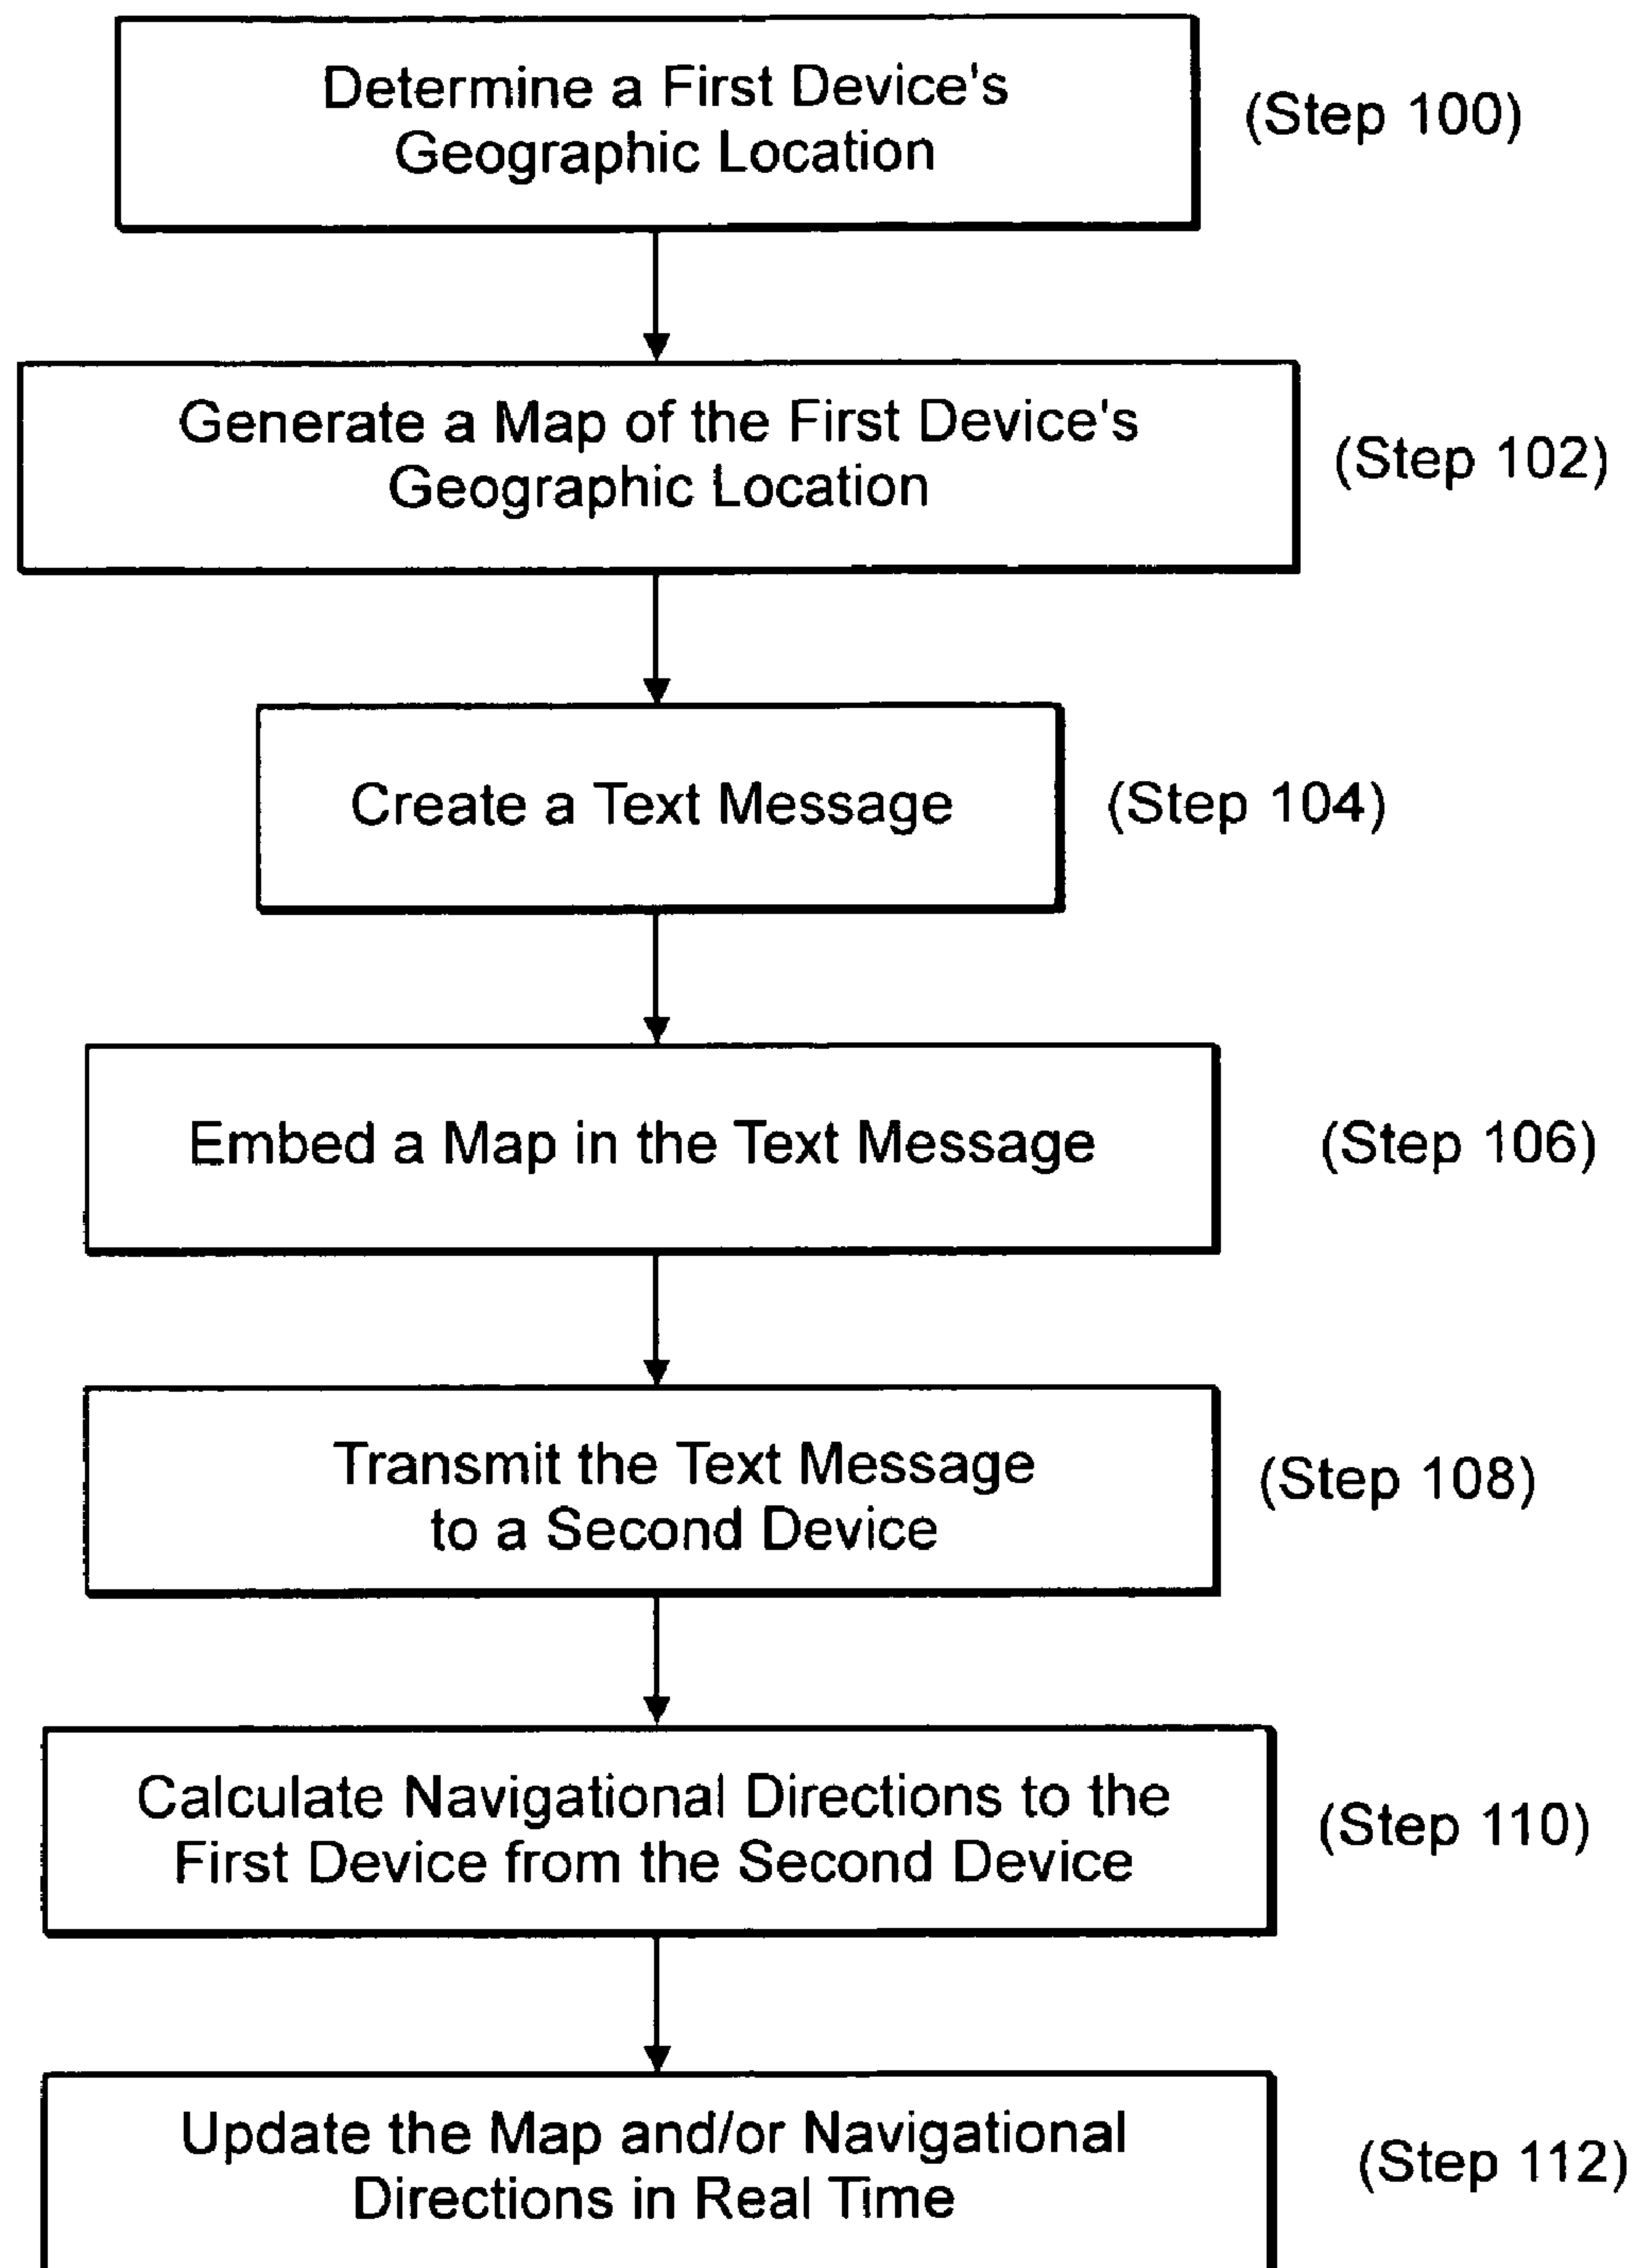 Determine a First Device's
Geographic Location
(Step 100)
Generate a Map of the First Device's
Geographic Location
(Step 102)
Create a Text Message
(Step 104)
Embed a Map in the Text Message
(Step 106)
Transmit the Text Message
to a Second Device
(Step 108)
Calculate Navigational Directions to the
First Device from the Second Device
(Step 110)
Update the Map and/or Navigational
Directions in Real Time
(Step 112)